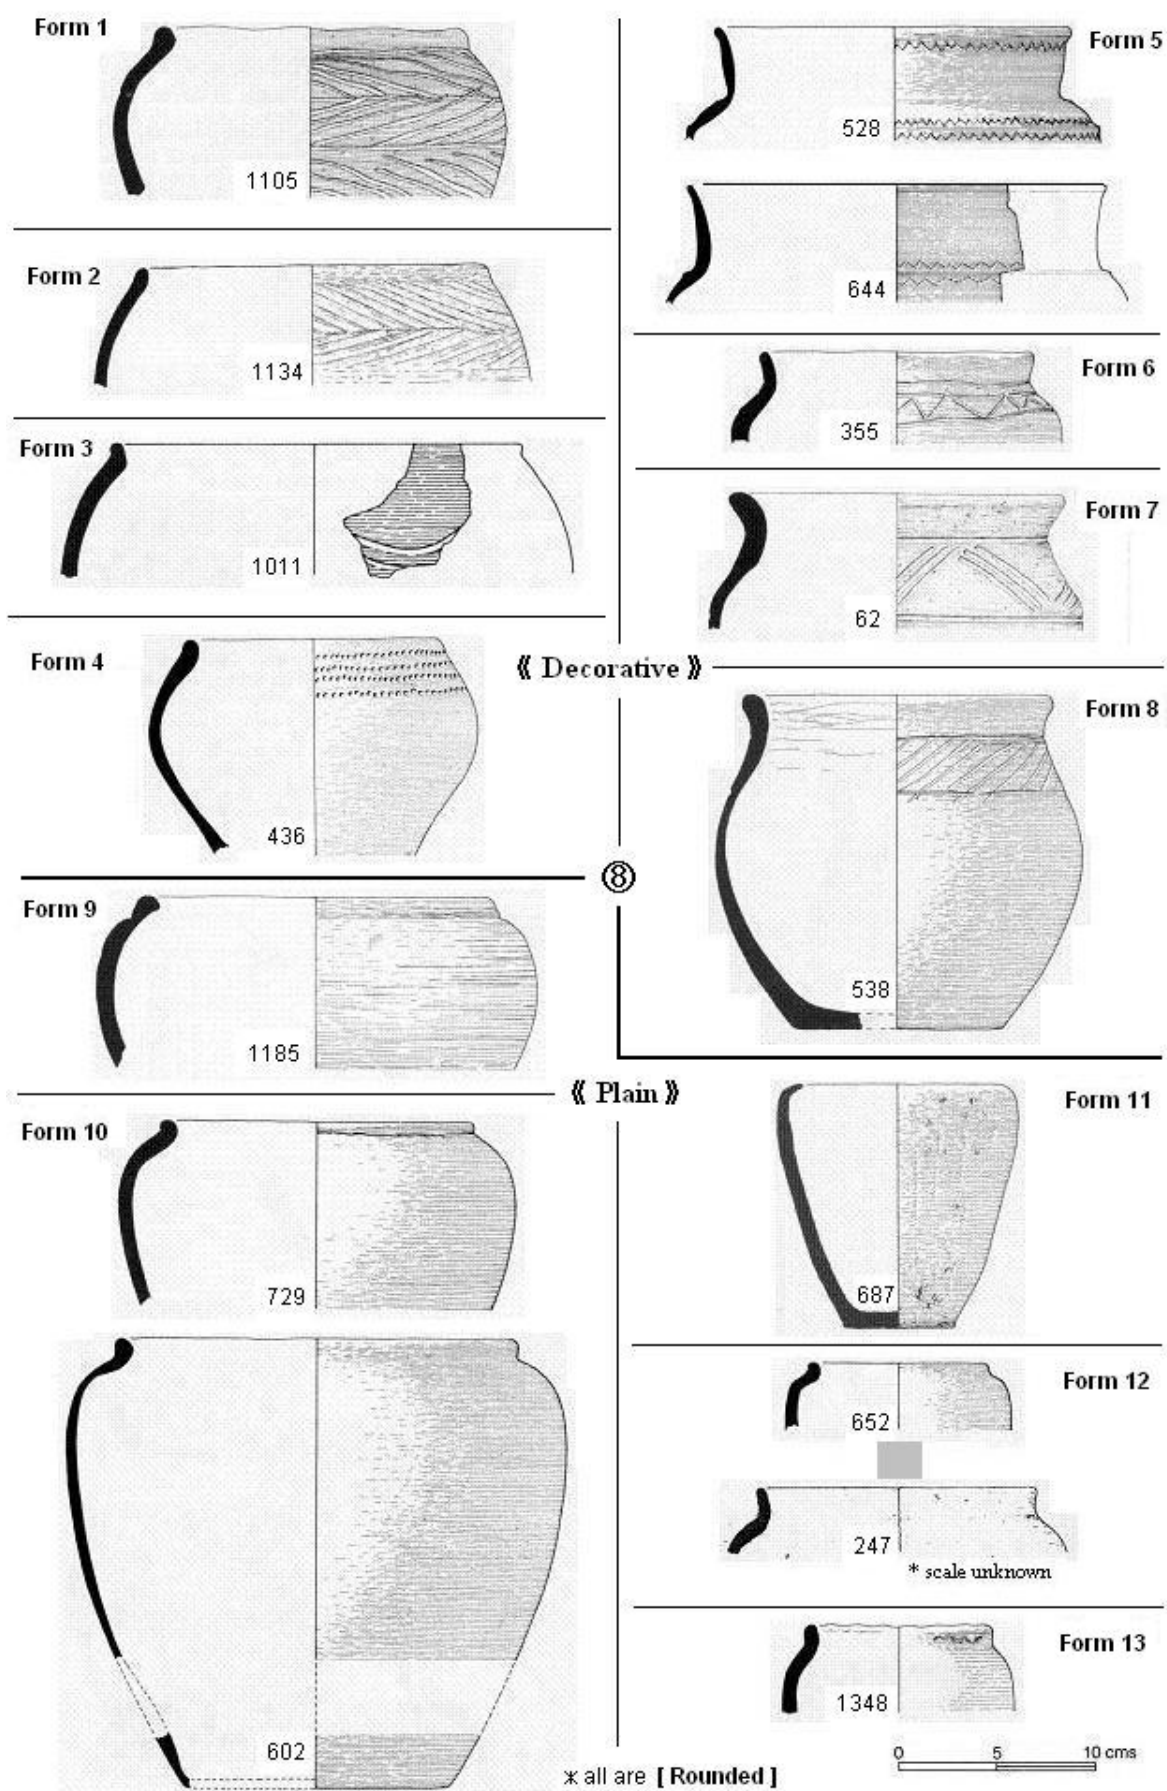 Form 1
1105
Form 2
1134
Form 3
1011
Form 4
436
Form 5
528
644
Form 6
355
Form 7
62
⟪ Decorative ⟫
Form 8
538
⑧
Form 9
1185
⟪ Plain ⟫
Form 10
729
602
Form 11
687
Form 12
652
247
* scale unknown
Form 13
1348
0 5 10 cms
* all are [ Rounded ]